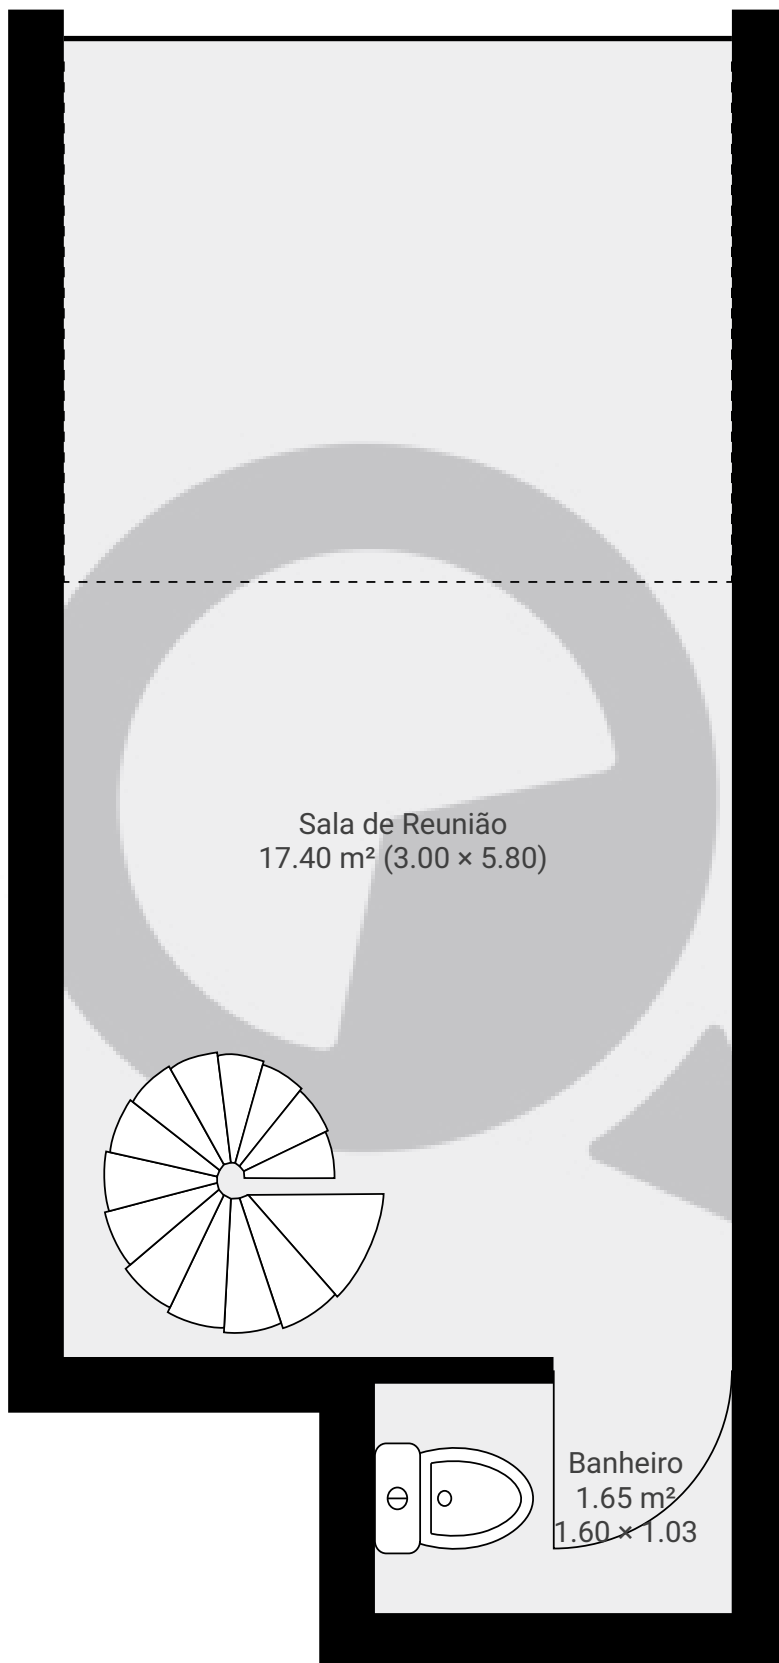 Sala de Reunião
17.40 m² (3.00 × 5.80)
Banheiro
1.65 m²
1.60 × 1.03